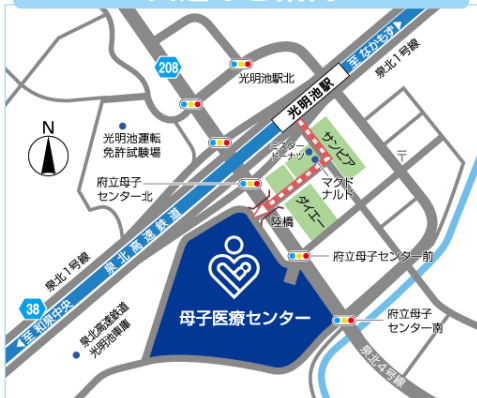 208
至 なかもず
泉北1号線
光明池駅北
光明池駅
N
光明池運転
免許試験場
サンピア
ミスター
ドーナツ
〒
マクド
ナルド
府立母子
センター北
ダイエー
陸橋
泉北高速鉄道
府立母子センター前
泉北1号線
38
至 和泉中央
母子医療センター
泉北高速鉄道
光明池車庫
府立母子
センター南
泉北4号線